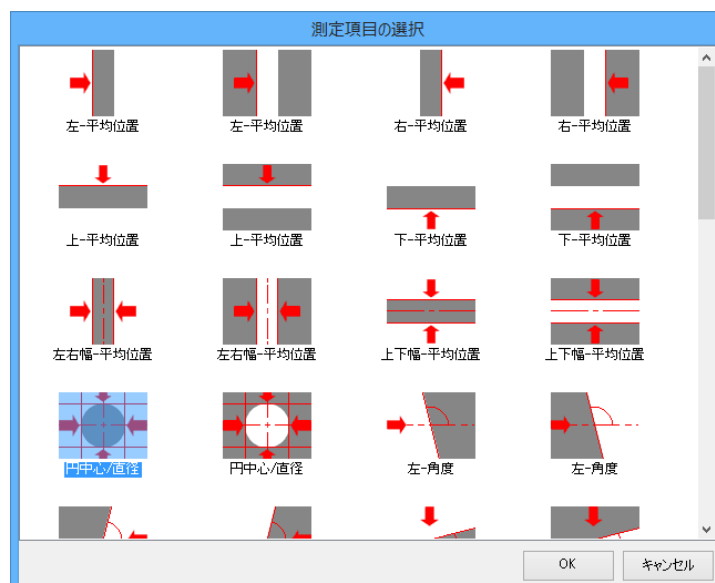 測定項目の選択
左-平均位置
左-平均位置
右-平均位置
右-平均位置
上-平均位置
上-平均位置
下-平均位置
下-平均位置
左右幅-平均位置
左右幅-平均位置
上下幅-平均位置
上下幅-平均位置
円中心/直径
円中心/直径
左-角度
左-角度
OK
キャンセル